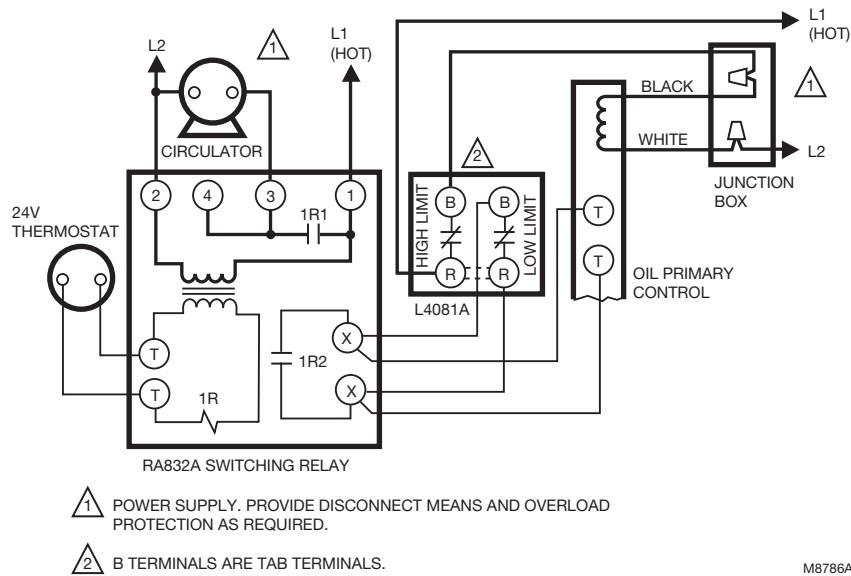 L1
(HOT)
L2
1
L1
(HOT)
BLACK
1
CIRCULATOR
WHITE
L2
2
JUNCTION
BOX
2
4
3
1
24V
THERMOSTAT
1R1
HIGH LIMIT
B
B
LOW LIMIT
T
R
R
T
OIL PRIMARY
CONTROL
L4081A
T
X
1R2
T
1R
X
RA832A SWITCHING RELAY
1 POWER SUPPLY. PROVIDE DISCONNECT MEANS AND OVERLOAD
PROTECTION AS REQUIRED.
2 B TERMINALS ARE TAB TERMINALS.
M8786A